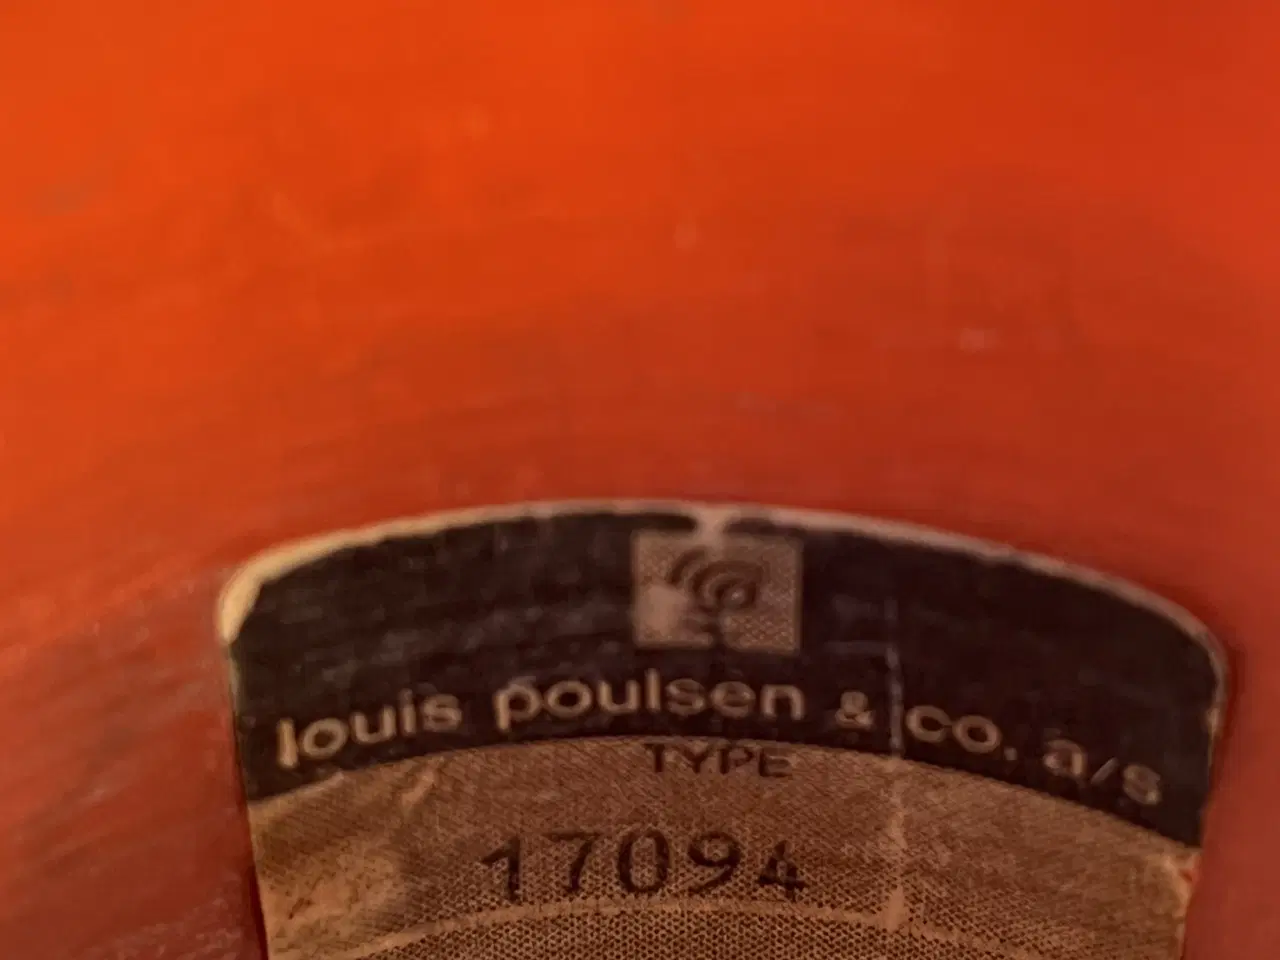 louis poulsen & co. a/s
TYPE
17094